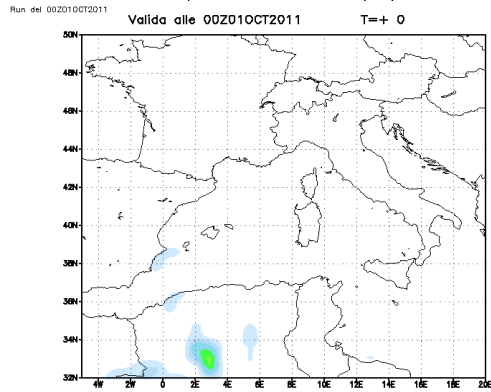 Run del 00Z01OCT2011
Valida alle 00Z01OCT2011 T=+ 0
50N
48N
46N
44N
42N
40N
38N
36N
34N
32N
4W 2W 0 2E 4E 6E 8E 10E 12E 14E 16E 18E 20E